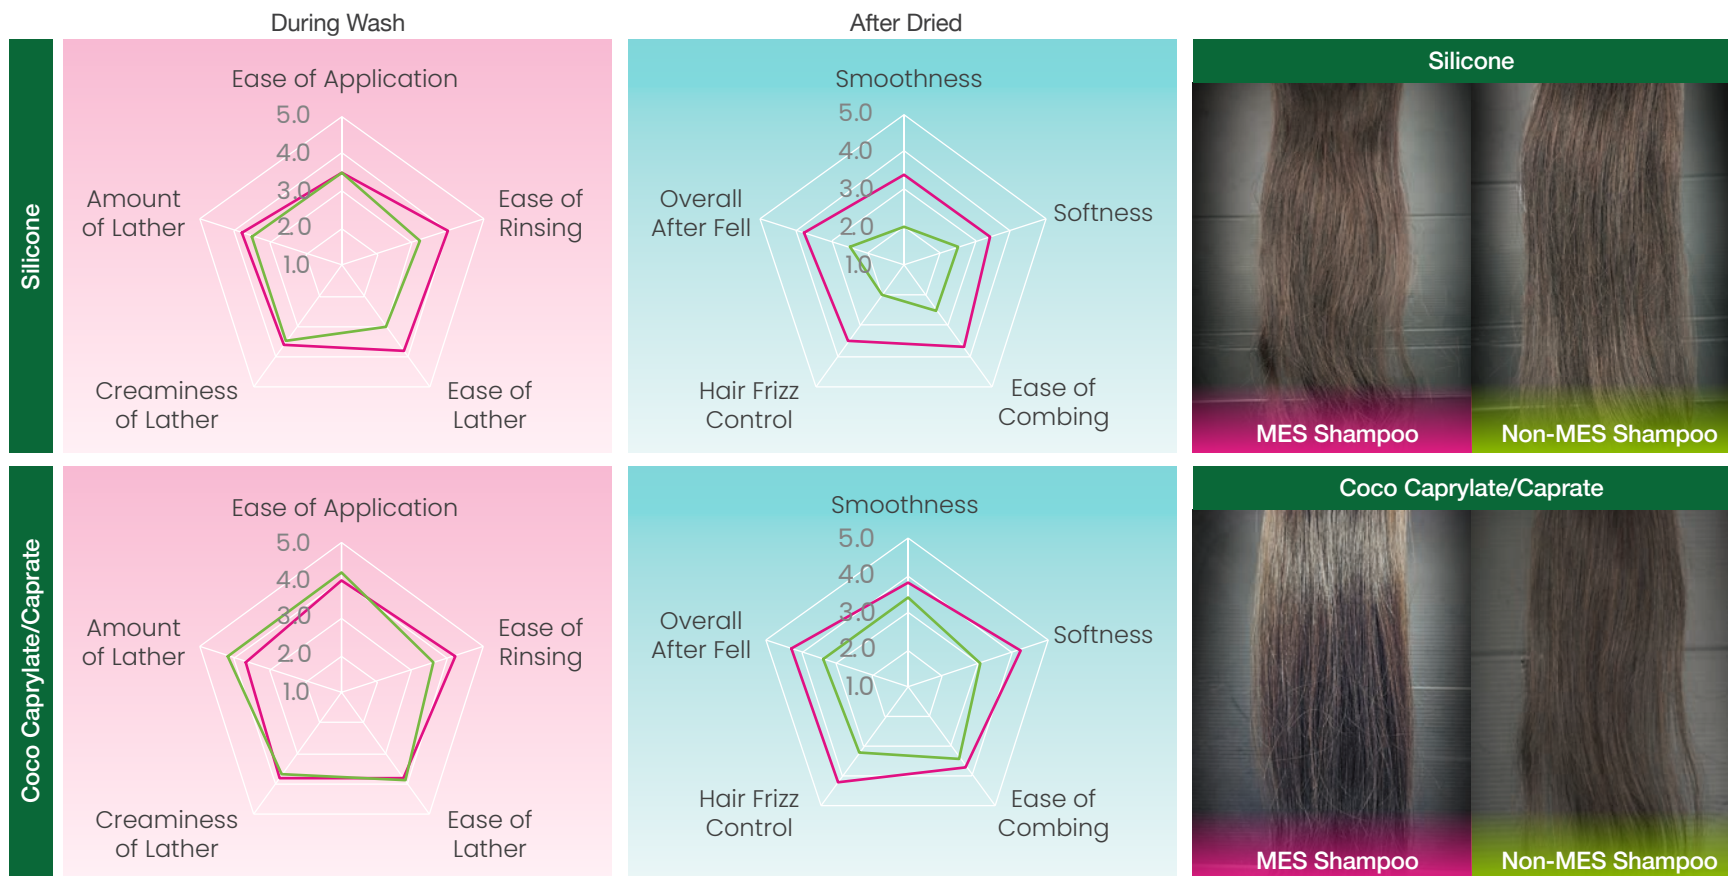 During Wash
After Dried
Silicone
Ease of Application
5.0
4.0
3.0
2.0
1.0
Amount
of Lather
Ease of
Rinsing
Creaminess
of Lather
Ease of
Lather
Smoothness
5.0
4.0
3.0
2.0
1.0
Overall
After Fell
Softness
Hair Frizz
Control
Ease of
Combing
Silicone
MES Shampoo
Non-MES Shampoo
Coco Caprylate/Caprate
Ease of Application
5.0
4.0
3.0
2.0
1.0
Amount
of Lather
Ease of
Rinsing
Creaminess
of Lather
Ease of
Lather
Smoothness
5.0
4.0
3.0
2.0
1.0
Overall
After Fell
Softness
Hair Frizz
Control
Ease of
Combing
Coco Caprylate/Caprate
MES Shampoo
Non-MES Shampoo